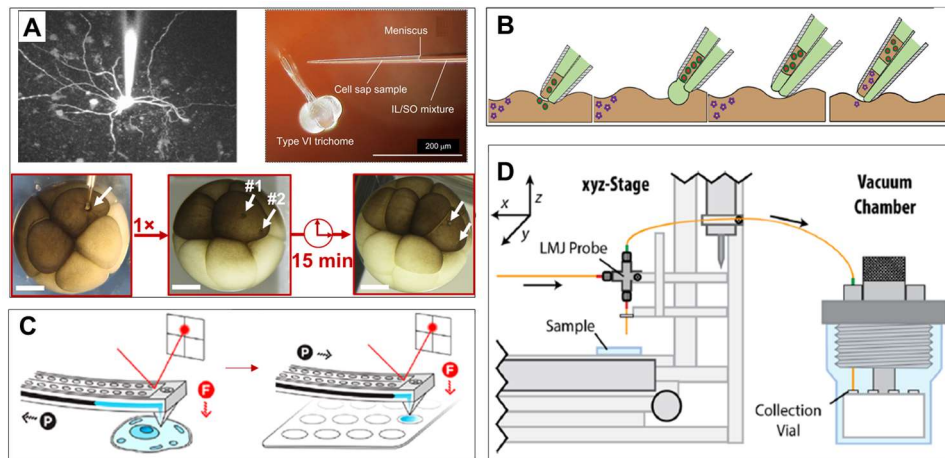 A
Meniscus
Cell sap sample
IL/SO mixture
Type VI trichome
200 μm
#1
#2
1×
15 min
B
C
P
F
P
F
D
xyz-Stage
Vacuum
Chamber
z
x
y
LMJ Probe
Sample
Collection
Vial